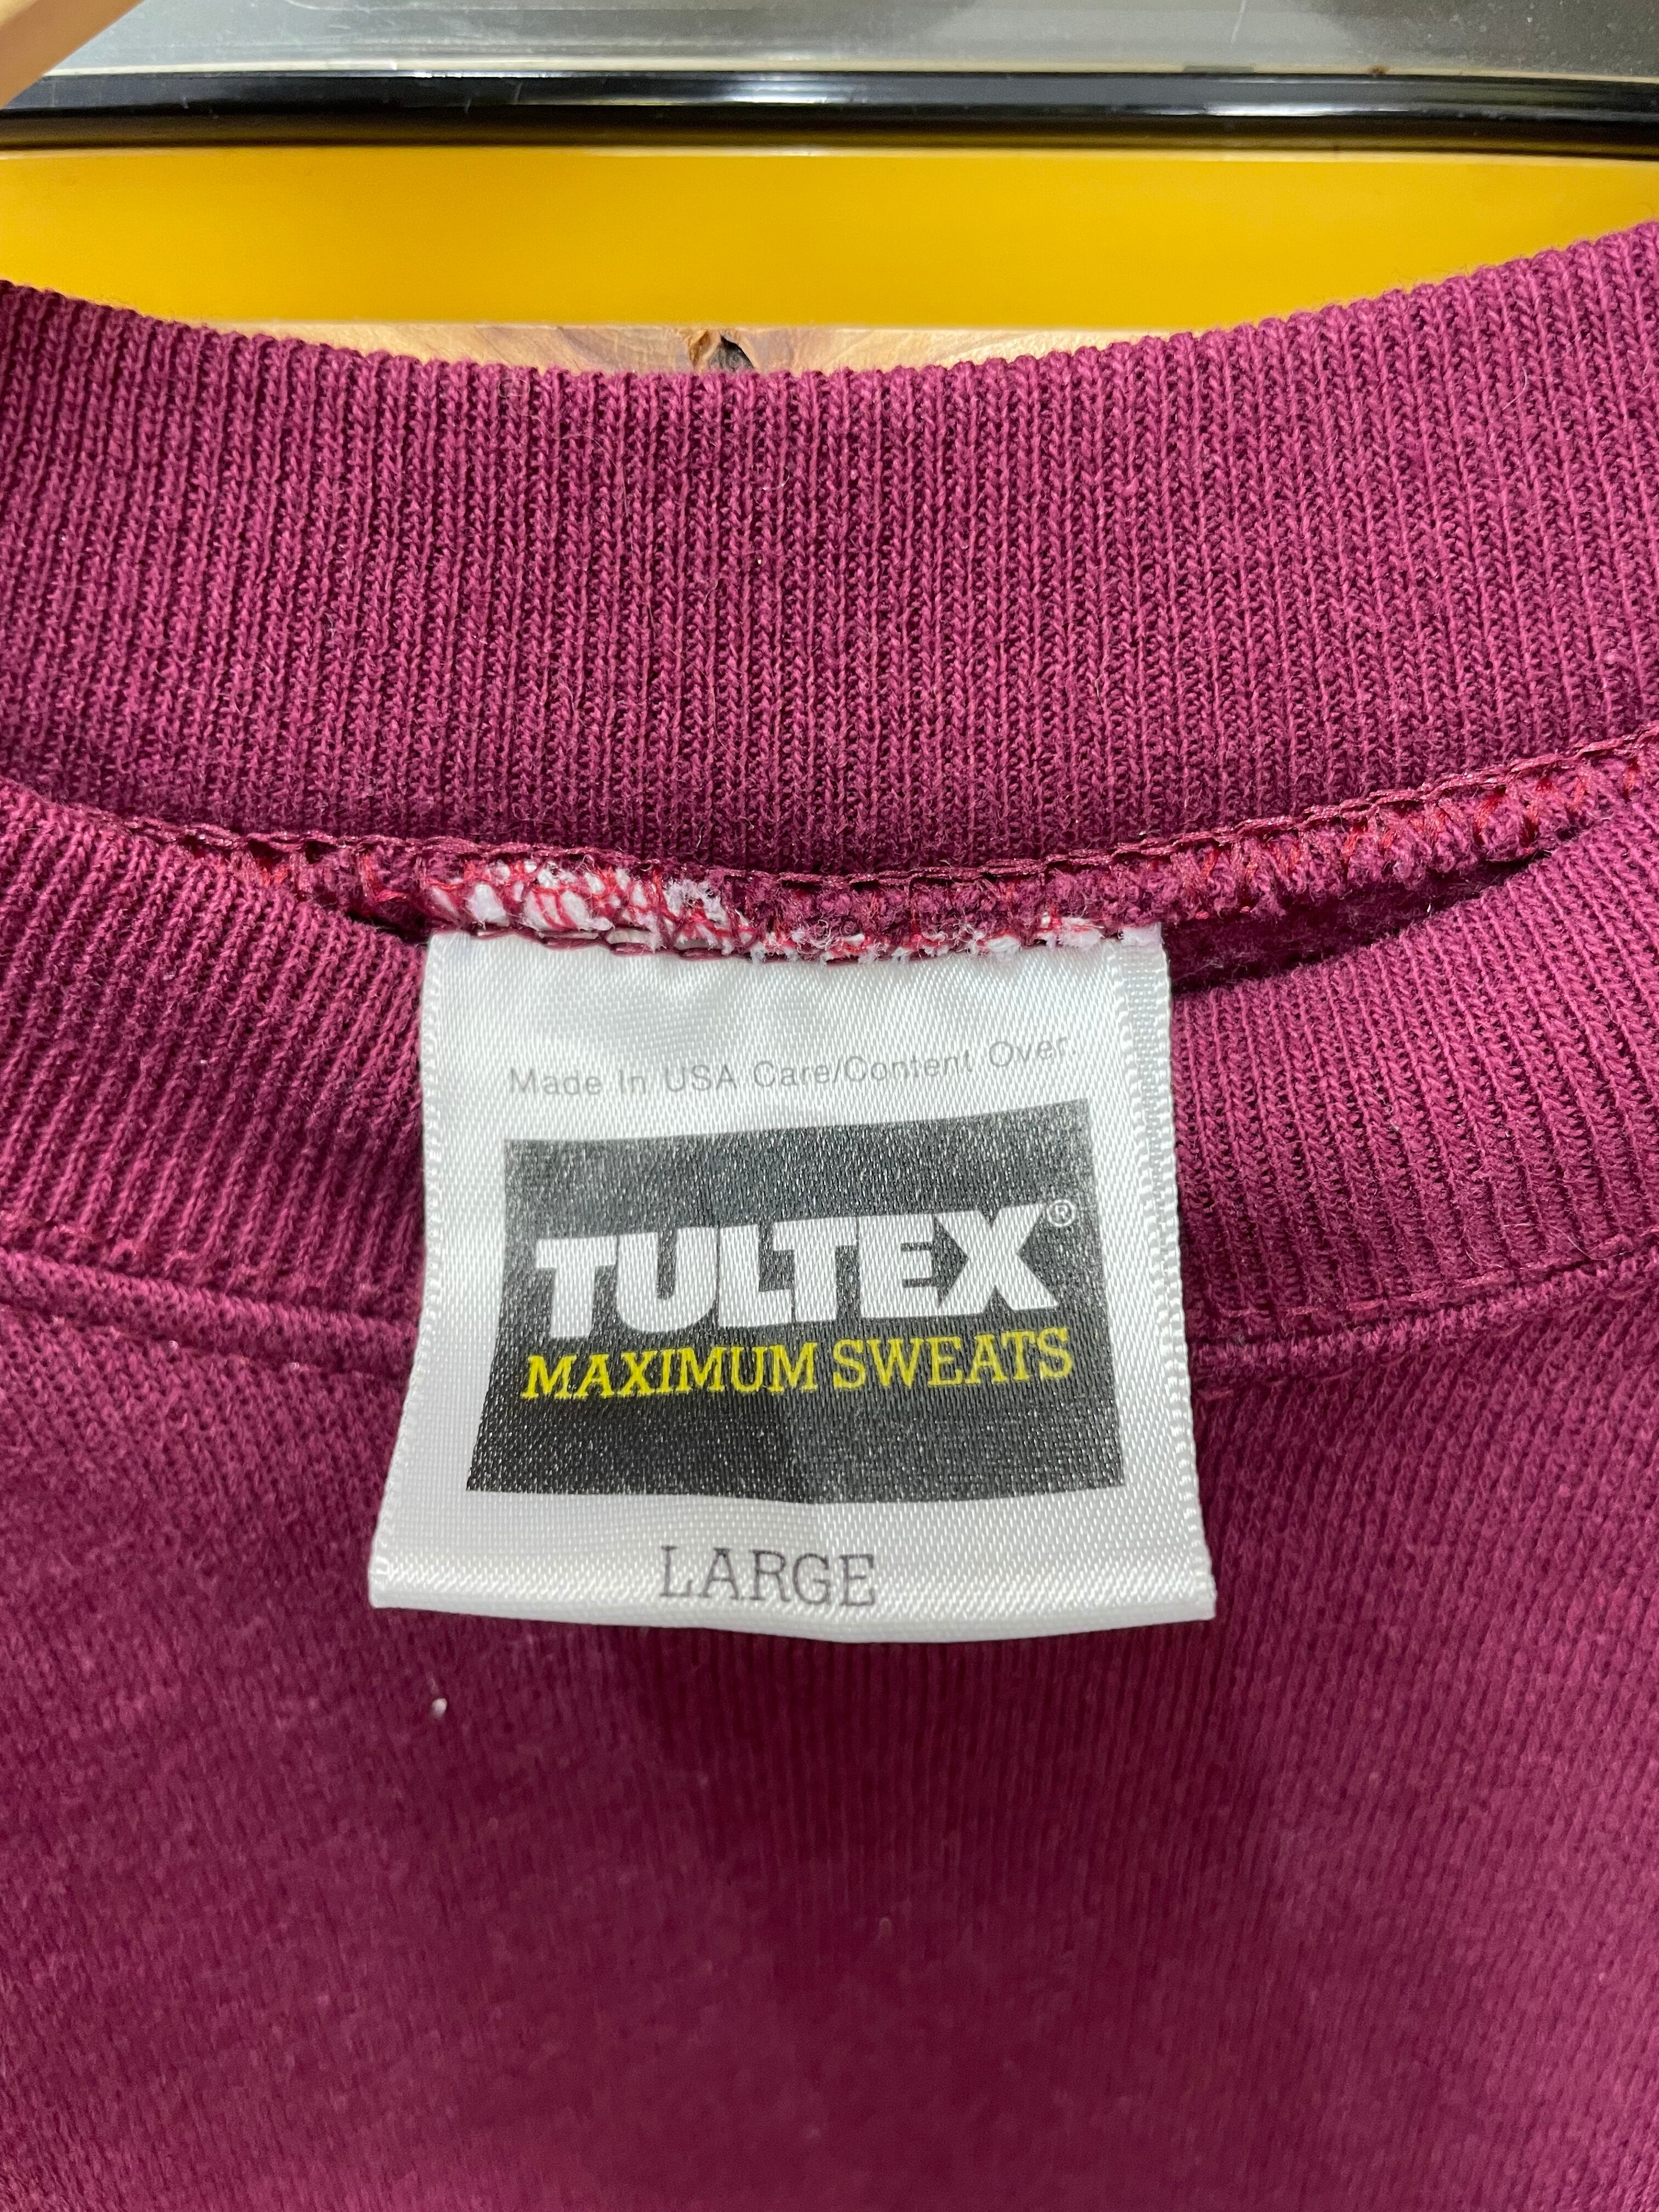 Made In USA Care/Content Over.
TULTEX®
MAXIMUM SWEATS
LARGE